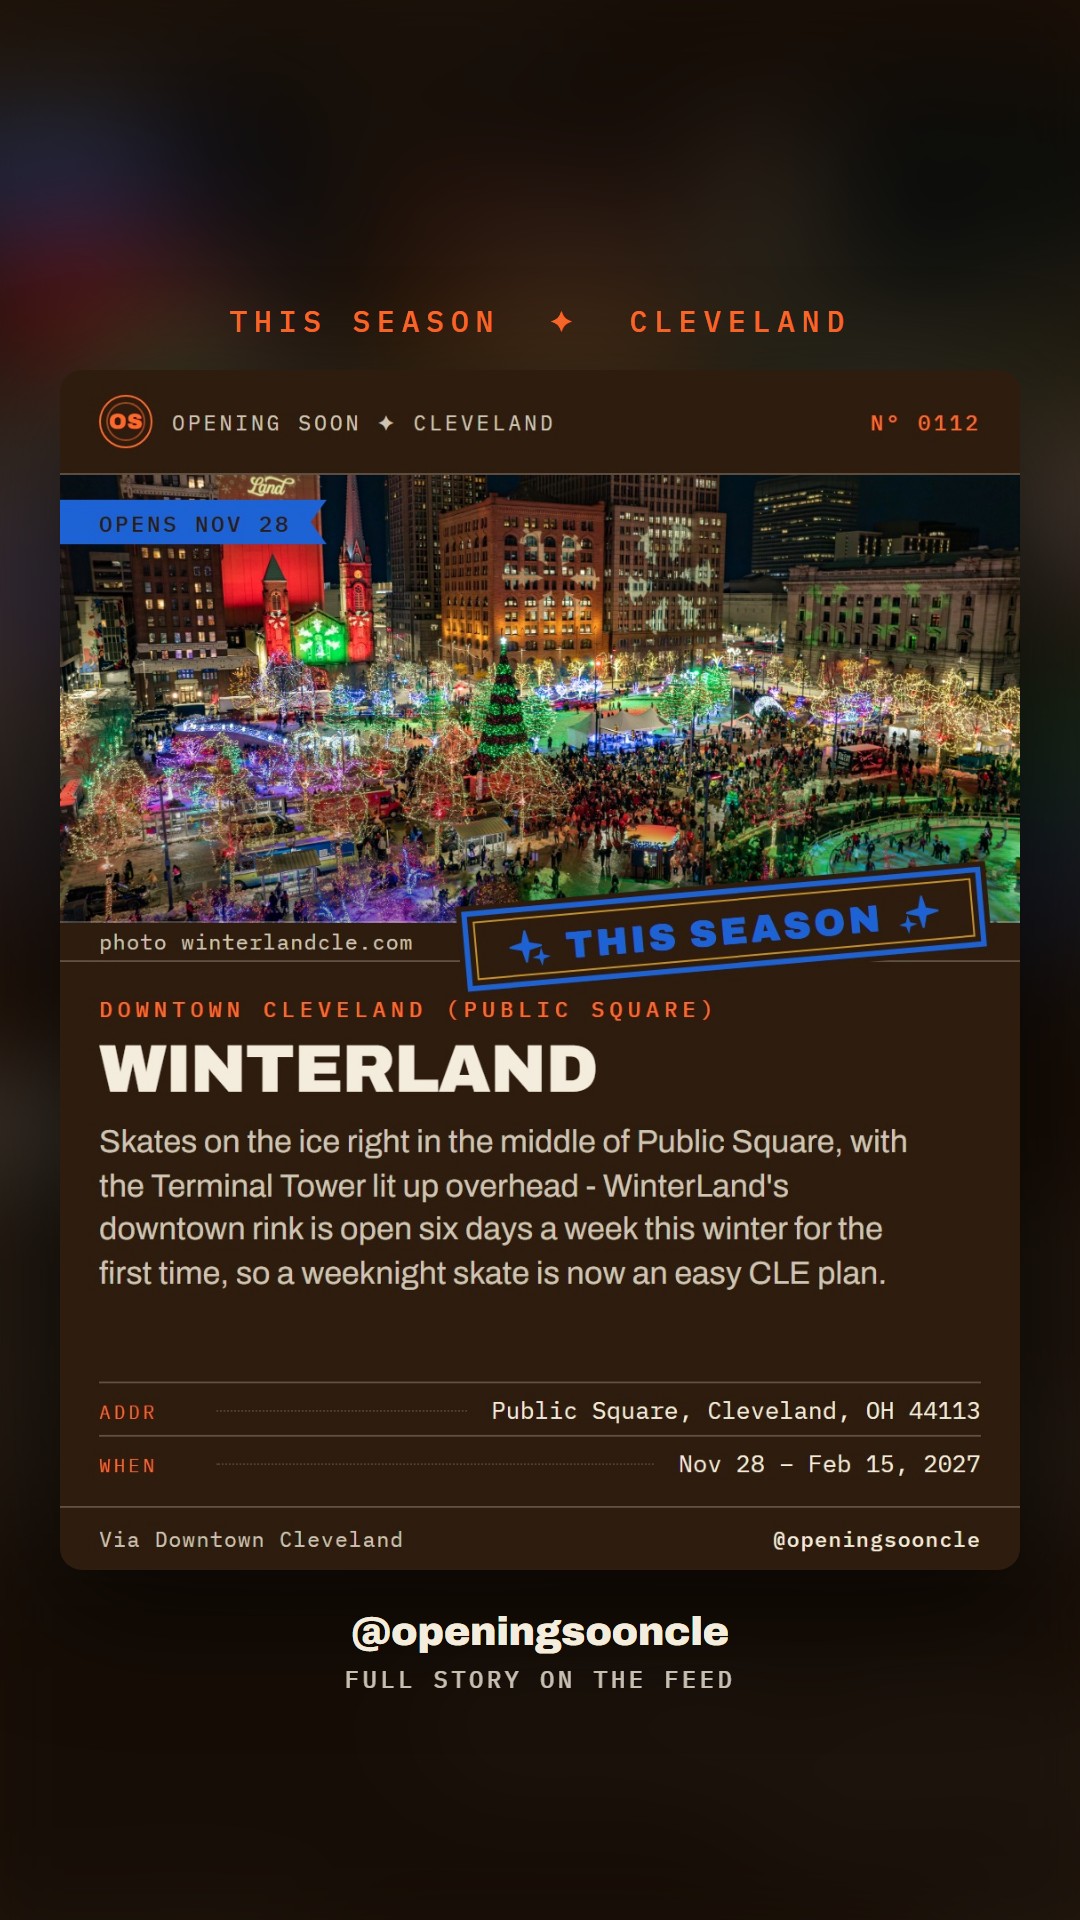 THIS SEASON ✦ CLEVELAND
OS OPENING SOON ✦ CLEVELAND N° 0112
Land
OPENS NOV 28
photo winterlandcle.com
THIS SEASON
DOWNTOWN CLEVELAND (PUBLIC SQUARE)
WINTERLAND
Skates on the ice right in the middle of Public Square, with
the Terminal Tower lit up overhead - WinterLand's
downtown rink is open six days a week this winter for the
first time, so a weeknight skate is now an easy CLE plan.
ADDR Public Square, Cleveland, OH 44113
WHEN Nov 28 – Feb 15, 2027
Via Downtown Cleveland @openingsooncle
@openingsooncle
FULL STORY ON THE FEED